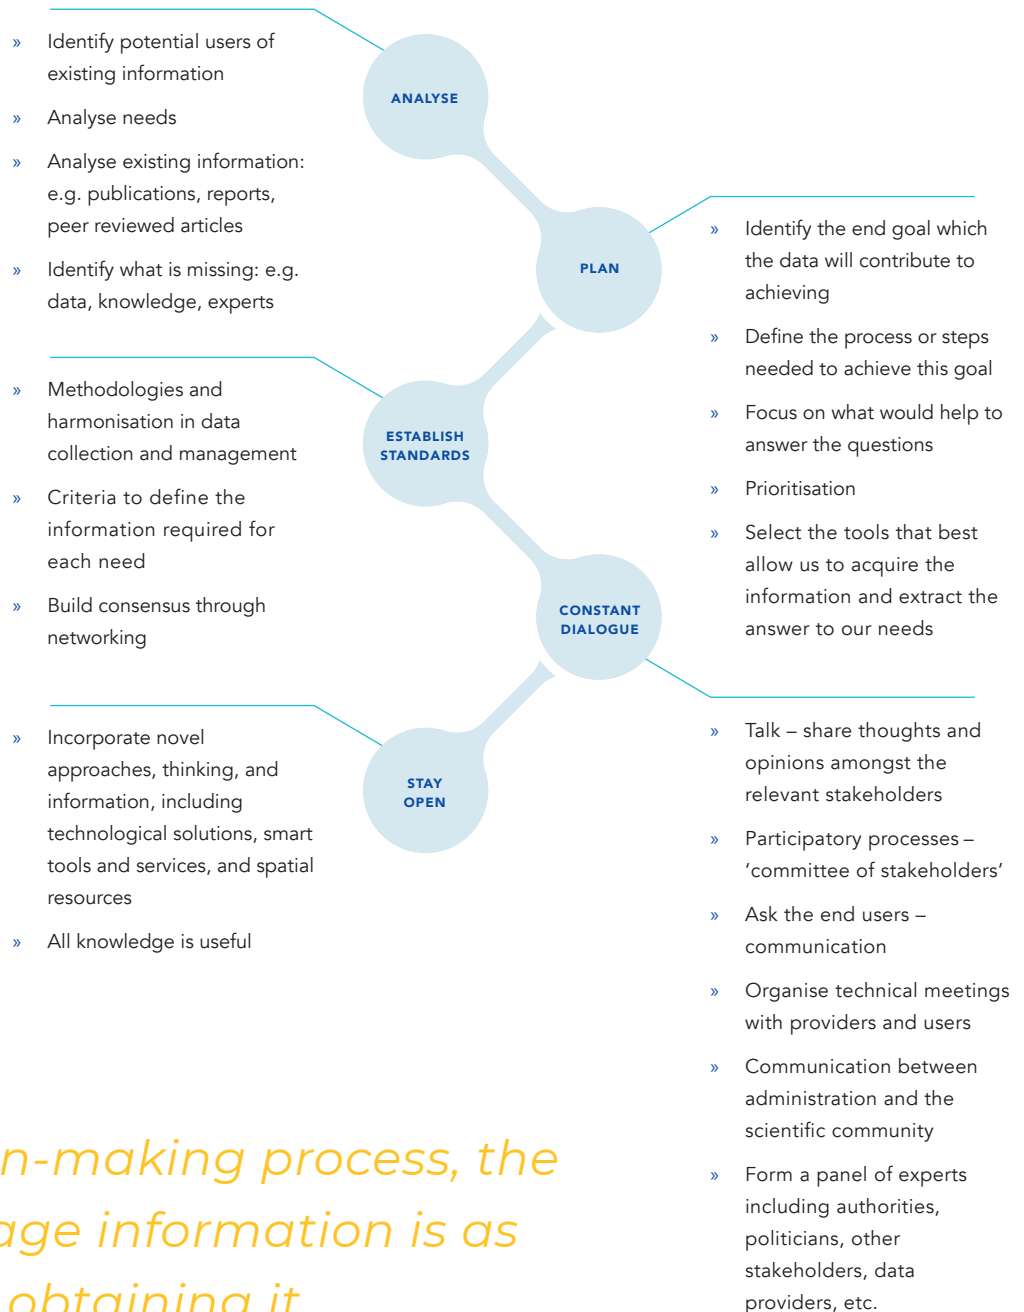 » Identify potential users of
existing information
» Analyse needs
» Analyse existing information:
e.g. publications, reports,
peer reviewed articles
» Identify what is missing: e.g.
data, knowledge, experts
ANALYSE
PLAN
» Identify the end goal which
the data will contribute to
achieving
» Define the process or steps
needed to achieve this goal
» Focus on what would help to
answer the questions
» Prioritisation
» Select the tools that best
allow us to acquire the
information and extract the
answer to our needs
» Methodologies and
harmonisation in data
collection and management
» Criteria to define the
information required for
each need
» Build consensus through
networking
ESTABLISH
STANDARDS
CONSTANT
DIALOGUE
» Talk – share thoughts and
opinions amongst the
relevant stakeholders
» Participatory processes –
‘committee of stakeholders’
» Ask the end users –
communication
» Organise technical meetings
with providers and users
» Communication between
administration and the
scientific community
» Form a panel of experts
including authorities,
politicians, other
stakeholders, data
providers, etc.
» Incorporate novel
approaches, thinking, and
information, including
technological solutions, smart
tools and services, and spatial
resources
» All knowledge is useful
STAY
OPEN
n-making process, the
age information is as
obtaining it